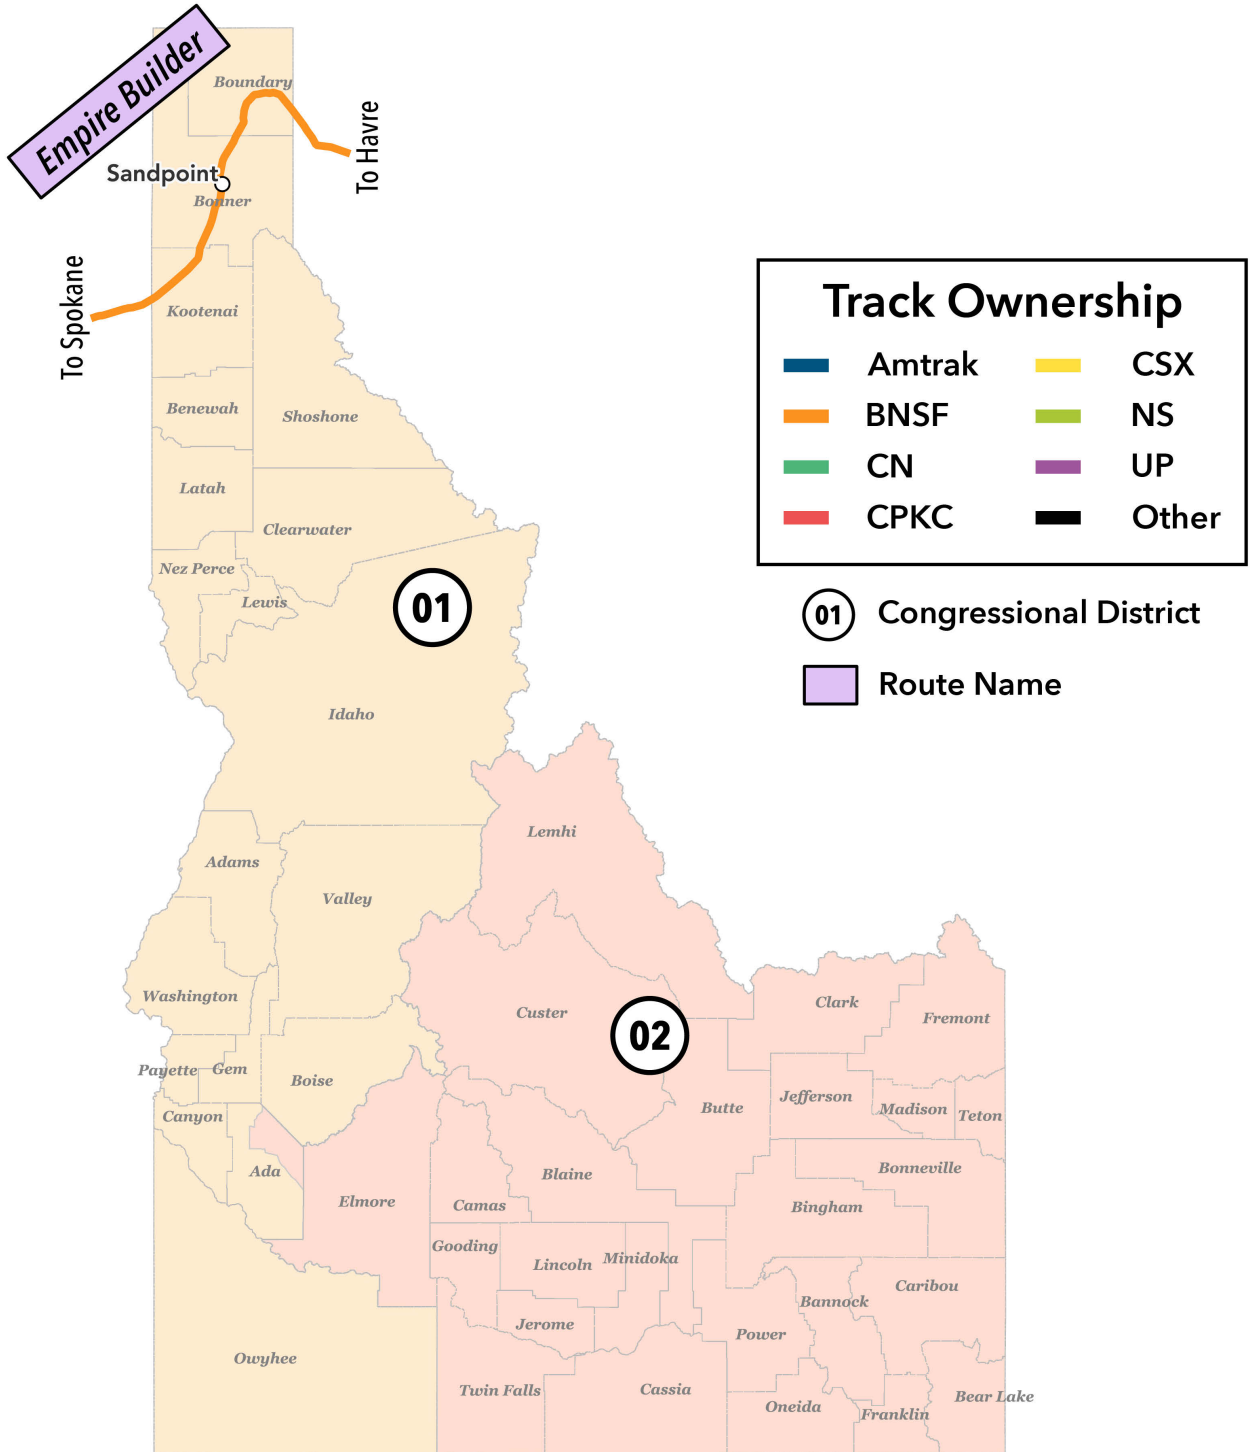 Empire Builder
Boundary
To Havre
Sandpoint
Bonner
To Spokane
Kootenai
Benewah
Shoshone
Latah
Clearwater
Nez Perce
Lewis
01
Idaho
Track Ownership
Amtrak
CSX
BNSF
NS
CN
UP
CPKC
Other
01
Congressional District
Route Name
Lemhi
Adams
Valley
Washington
Custer
02
Clark
Fremont
Payette
Gem
Boise
Butte
Jefferson
Madison
Teton
Canyon
Ada
Elmore
Camas
Blaine
Bonneville
Bingham
Gooding
Lincoln
Minidoka
Jerome
Bannock
Caribou
Power
Owyhee
Twin Falls
Cassia
Oneida
Franklin
Bear Lake